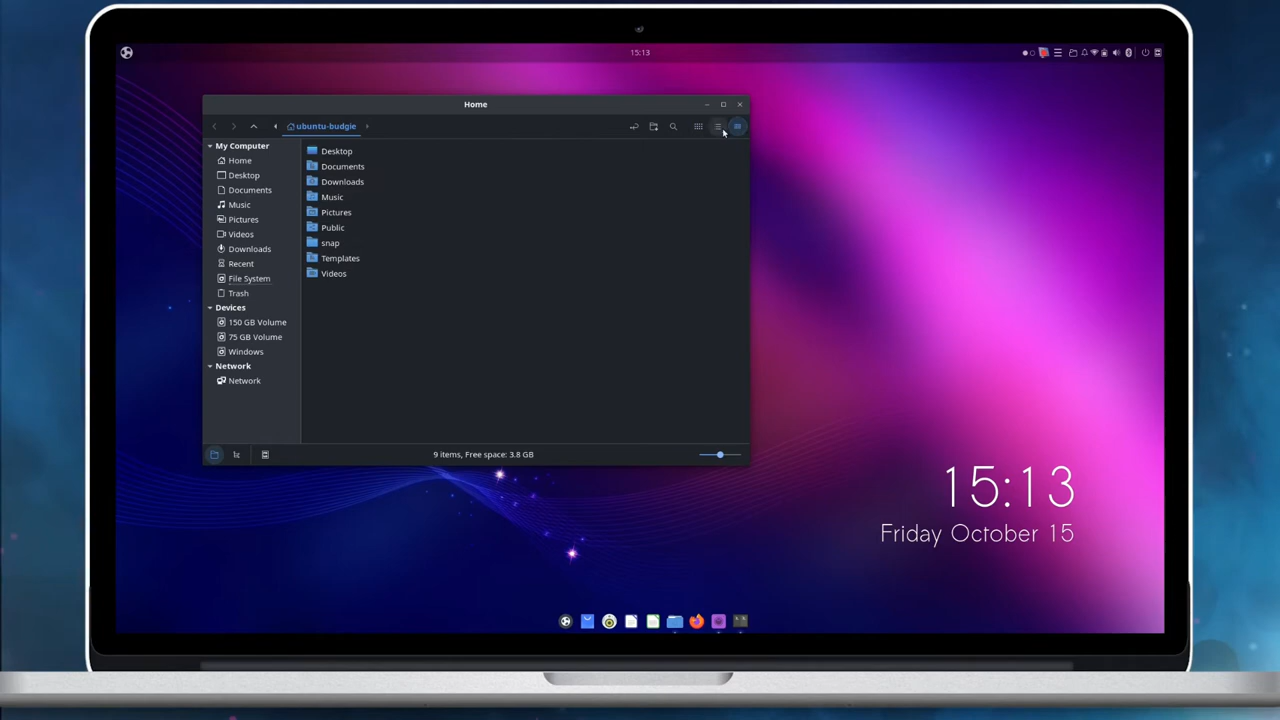 15:13
Home
ubuntu-budgie
My Computer
Home
Desktop
Documents
Music
Pictures
Videos
Downloads
Recent
File System
Trash
Devices
150 GB Volume
75 GB Volume
Windows
Network
Network
Desktop
Documents
Downloads
Music
Pictures
Public
snap
Templates
Videos
9 items, Free space: 3.8 GB
15:13
Friday October 15